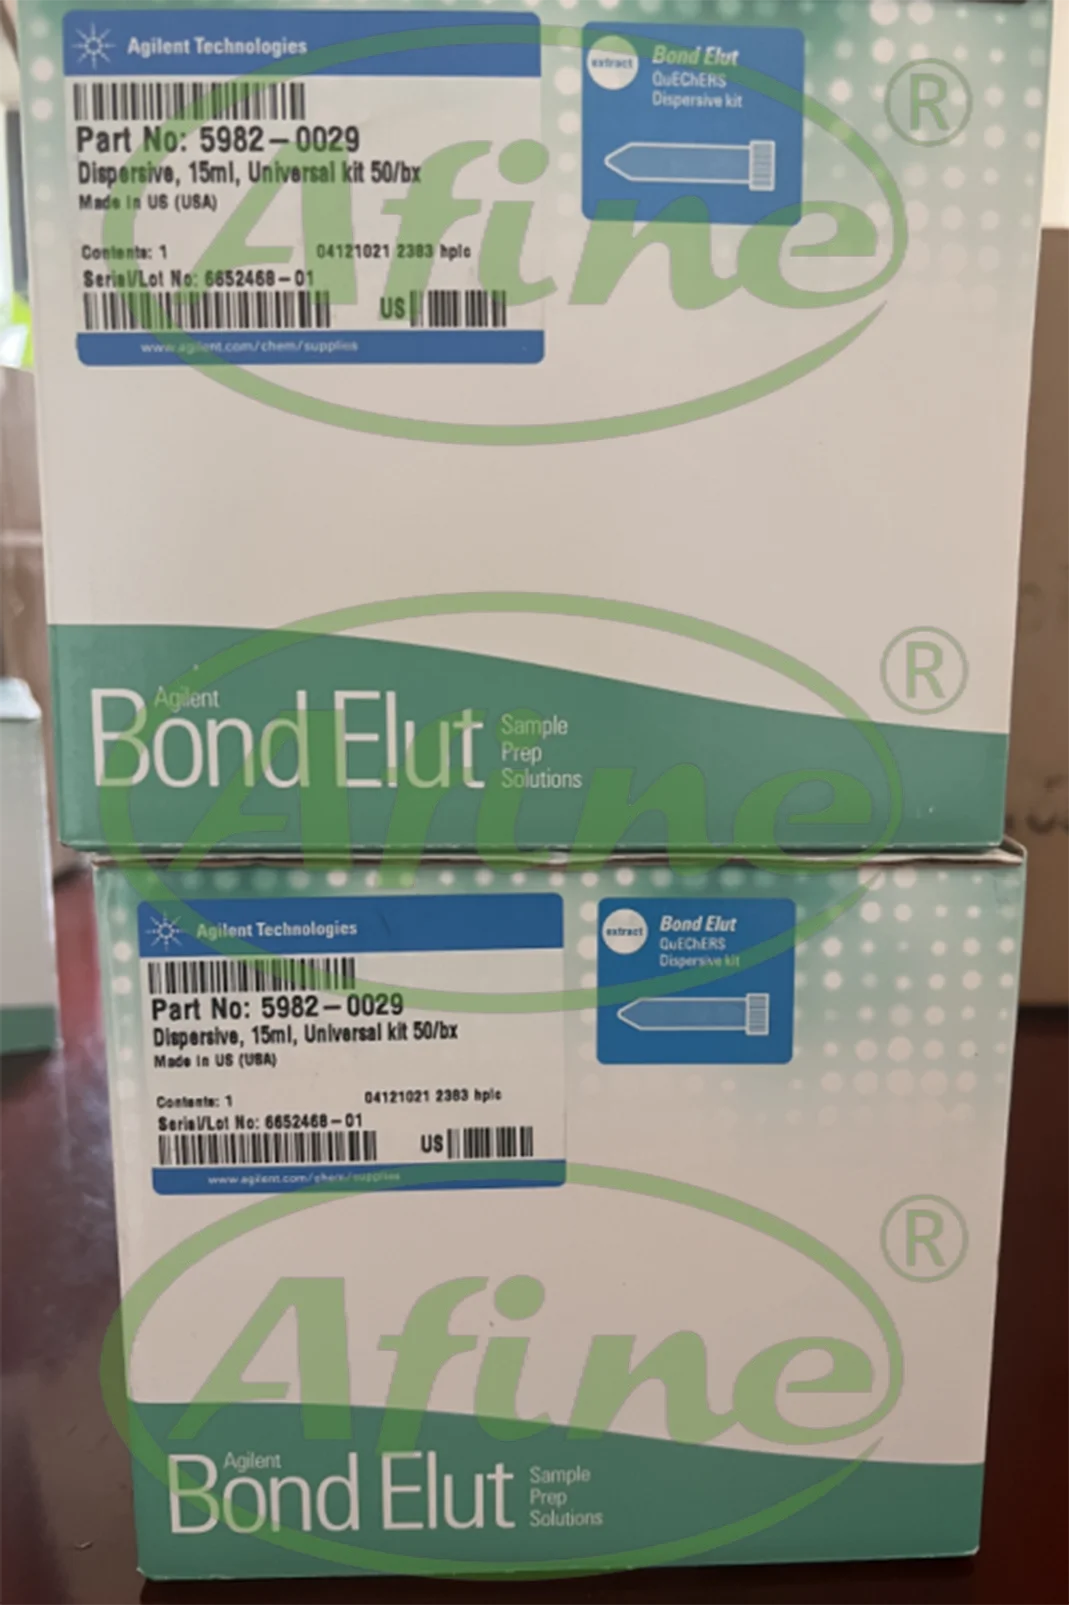 Agilent Technologies
Part No: 5982-0029
Dispersive, 15ml, Universal kit 50/bx
Made in US (USA)
Contents: 1 04121021 2383 hplc
Serial/Lot No: 6652468-01
US
www.agilent.com/chem/supplies
extract
Bond Elut
QuEChERS
Dispersive kit
Afine®
Agilent
Bond Elut
Sample
Prep
Solutions
Afine®
Agilent Technologies
Part No: 5982-0029
Dispersive, 15ml, Universal kit 50/bx
Made in US (USA)
Contents: 1 04121021 2383 hplc
Serial/Lot No: 6652468-01
US
www.agilent.com/chem/supplies
extract
Bond Elut
QuEChERS
Dispersive kit
Afine®
Agilent
Bond Elut
Sample
Prep
Solutions